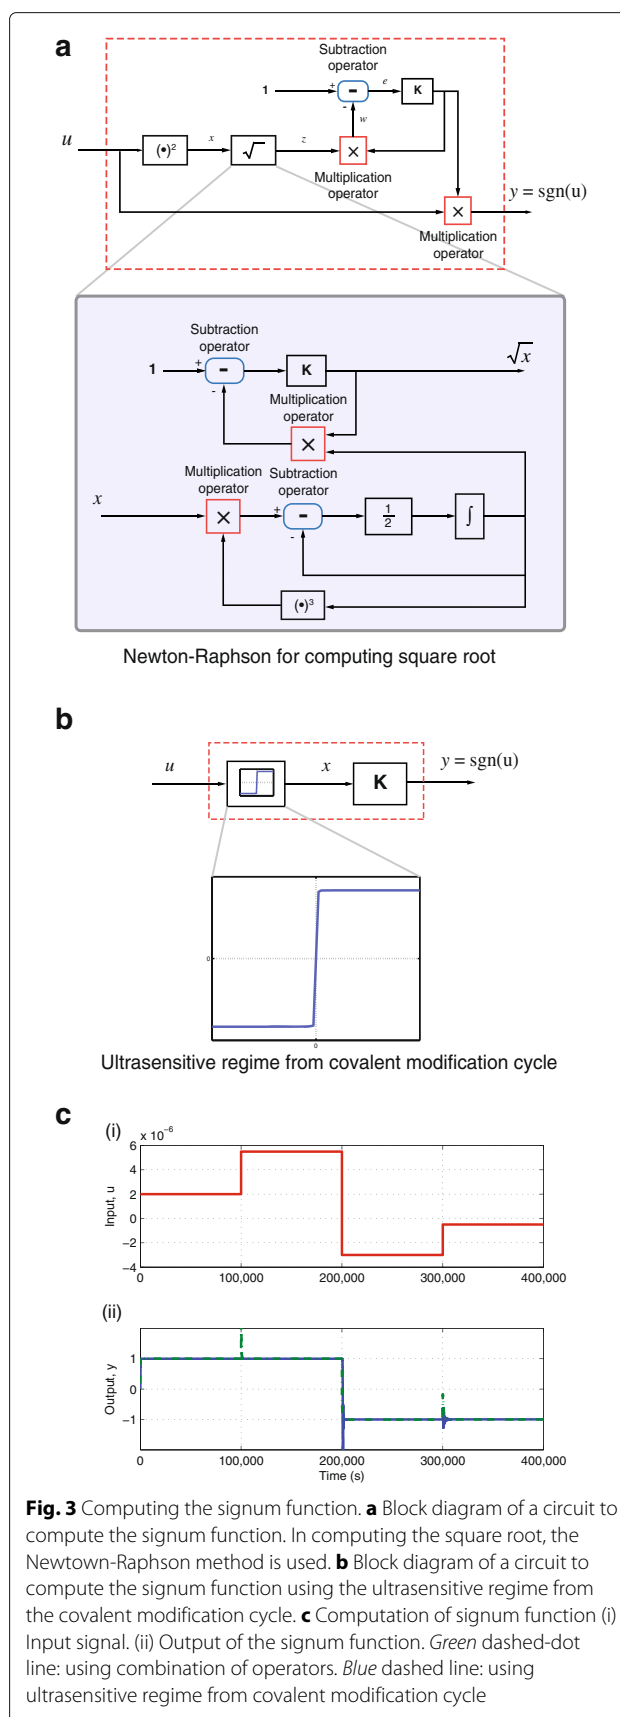 a
Subtraction
operator
1
+
-
-
e
K
w
u
(•)²
x
√
z
×
Multiplication
operator
y = sgn(u)
×
Multiplication
operator
Subtraction
operator
1
+
-
-
K
√x
Multiplication
operator
×
Multiplication
operator
Subtraction
operator
x
×
+
-
-
1/2
∫
(•)³
Newton-Raphson for computing square root
b
u
x
K
y = sgn(u)
0
0
Ultrasensitive regime from covalent modification cycle
c
(i)
x 10⁻⁶
6
4
2
0
−2
−4
Input, u
0 100,000 200,000 300,000 400,000
(ii)
1
0
−1
Output, y
0 100,000 200,000 300,000 400,000
Time (s)
Fig. 3 Computing the signum function. a Block diagram of a circuit to
compute the signum function. In computing the square root, the
Newtown-Raphson method is used. b Block diagram of a circuit to
compute the signum function using the ultrasensitive regime from
the covalent modification cycle. c Computation of signum function (i)
Input signal. (ii) Output of the signum function. Green dashed-dot
line: using combination of operators. Blue dashed line: using
ultrasensitive regime from covalent modification cycle